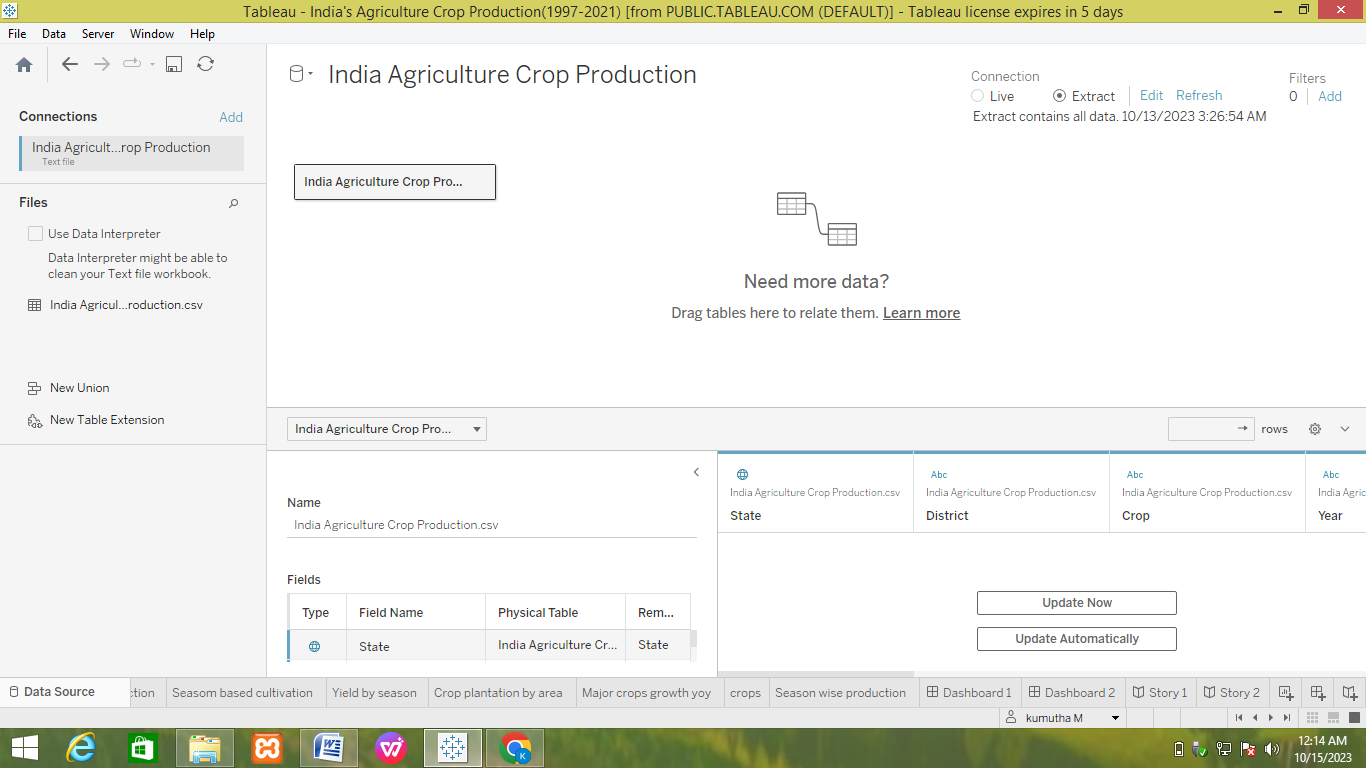 Tableau - India's Agriculture Crop Production(1997-2021) [from PUBLIC.TABLEAU.COM (DEFAULT)] - Tableau license expires in 5 days
File Data Server Window Help
Connections Add
India Agricult...rop Production
Text file
Files
Use Data Interpreter
Data Interpreter might be able to
clean your Text file workbook.
India Agricul...roduction.csv
New Union
New Table Extension
India Agriculture Crop Production
Connection
Live Extract Edit Refresh
Extract contains all data. 10/13/2023 3:26:54 AM
Filters
0 Add
India Agriculture Crop Pro...
Need more data?
Drag tables here to relate them. Learn more
India Agriculture Crop Pro...
rows
Name
India Agriculture Crop Production.csv
Fields
Type Field Name Physical Table Rem...
State India Agriculture Cr... State
Abc Abc Abc
India Agriculture Crop Production.csv India Agriculture Crop Production.csv India Agriculture Crop Production.csv India Agric
State District Crop Year
Update Now
Update Automatically
Data Source ction Seasom based cultivation Yield by season Crop plantation by area Major crops growth yoy crops Season wise production Dashboard 1 Dashboard 2 Story 1 Story 2
kumutha M
W K
12:14 AM
10/15/2023